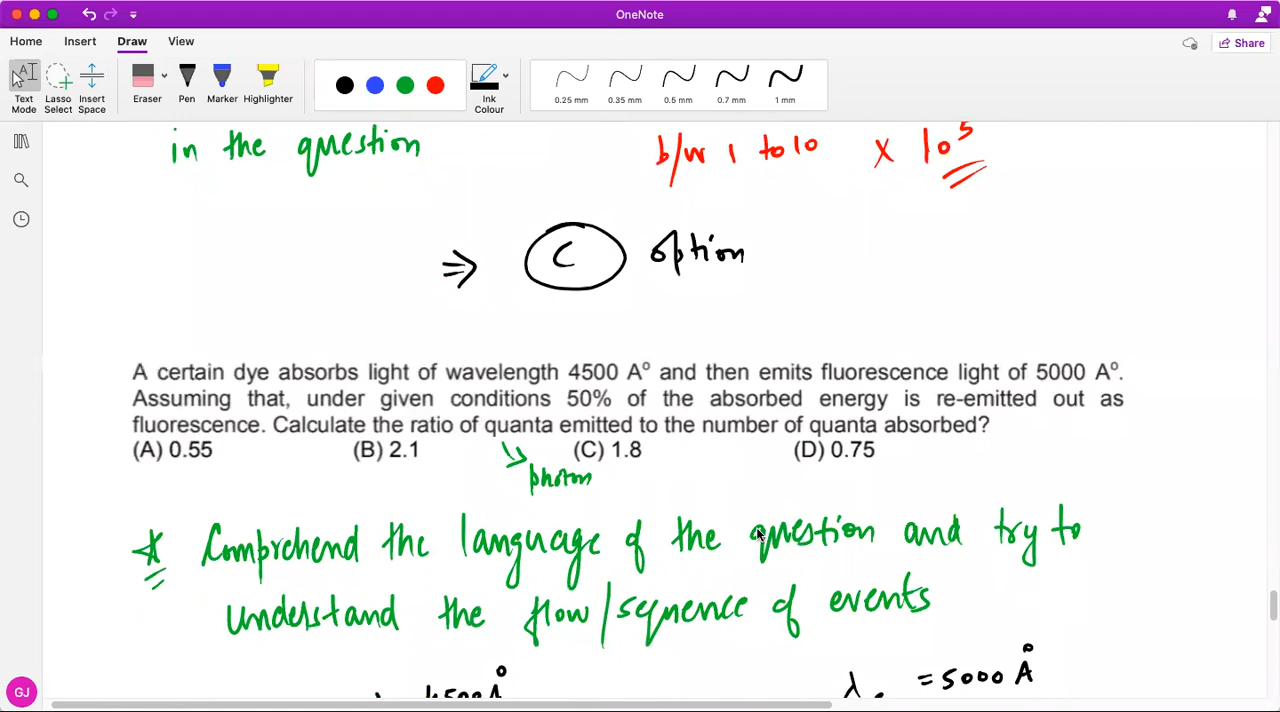 OneNote
Home Insert Draw View
Share
Text Mode
Lasso Select
Insert Space
Eraser
Pen
Marker
Highlighter
Ink Colour
0.25 mm 0.35 mm 0.5 mm 0.7 mm 1 mm
in the question
b/w 1 to 10 x 10⁵
⇒ C option
A certain dye absorbs light of wavelength 4500 Aº and then emits fluorescence light of 5000 Aº.
Assuming that, under given conditions 50% of the absorbed energy is re-emitted out as
fluorescence. Calculate the ratio of quanta emitted to the number of quanta absorbed?
(A) 0.55 (B) 2.1 (C) 1.8 (D) 0.75
photon
* Comprehend the language of the question and try to
understand the flow/sequence of events
4500 Å
= 5000 Å
GJ